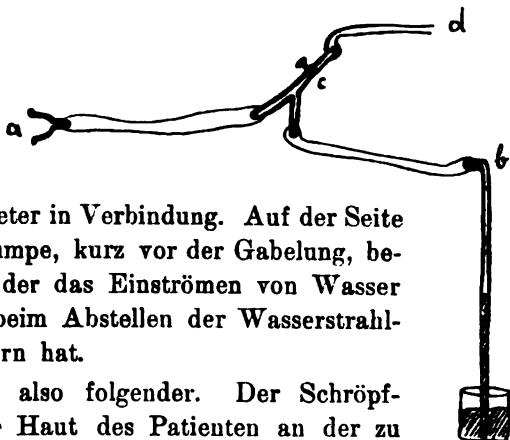 d
c
a
b
eter in Verbindung. Auf der Seite
mpe, kurz vor der Gabelung, be-
der das Einströmen von Wasser
beim Abstellen der Wasserstrahl-
rn hat.
also folgender. Der Schröpf-
Haut des Patienten an der zu